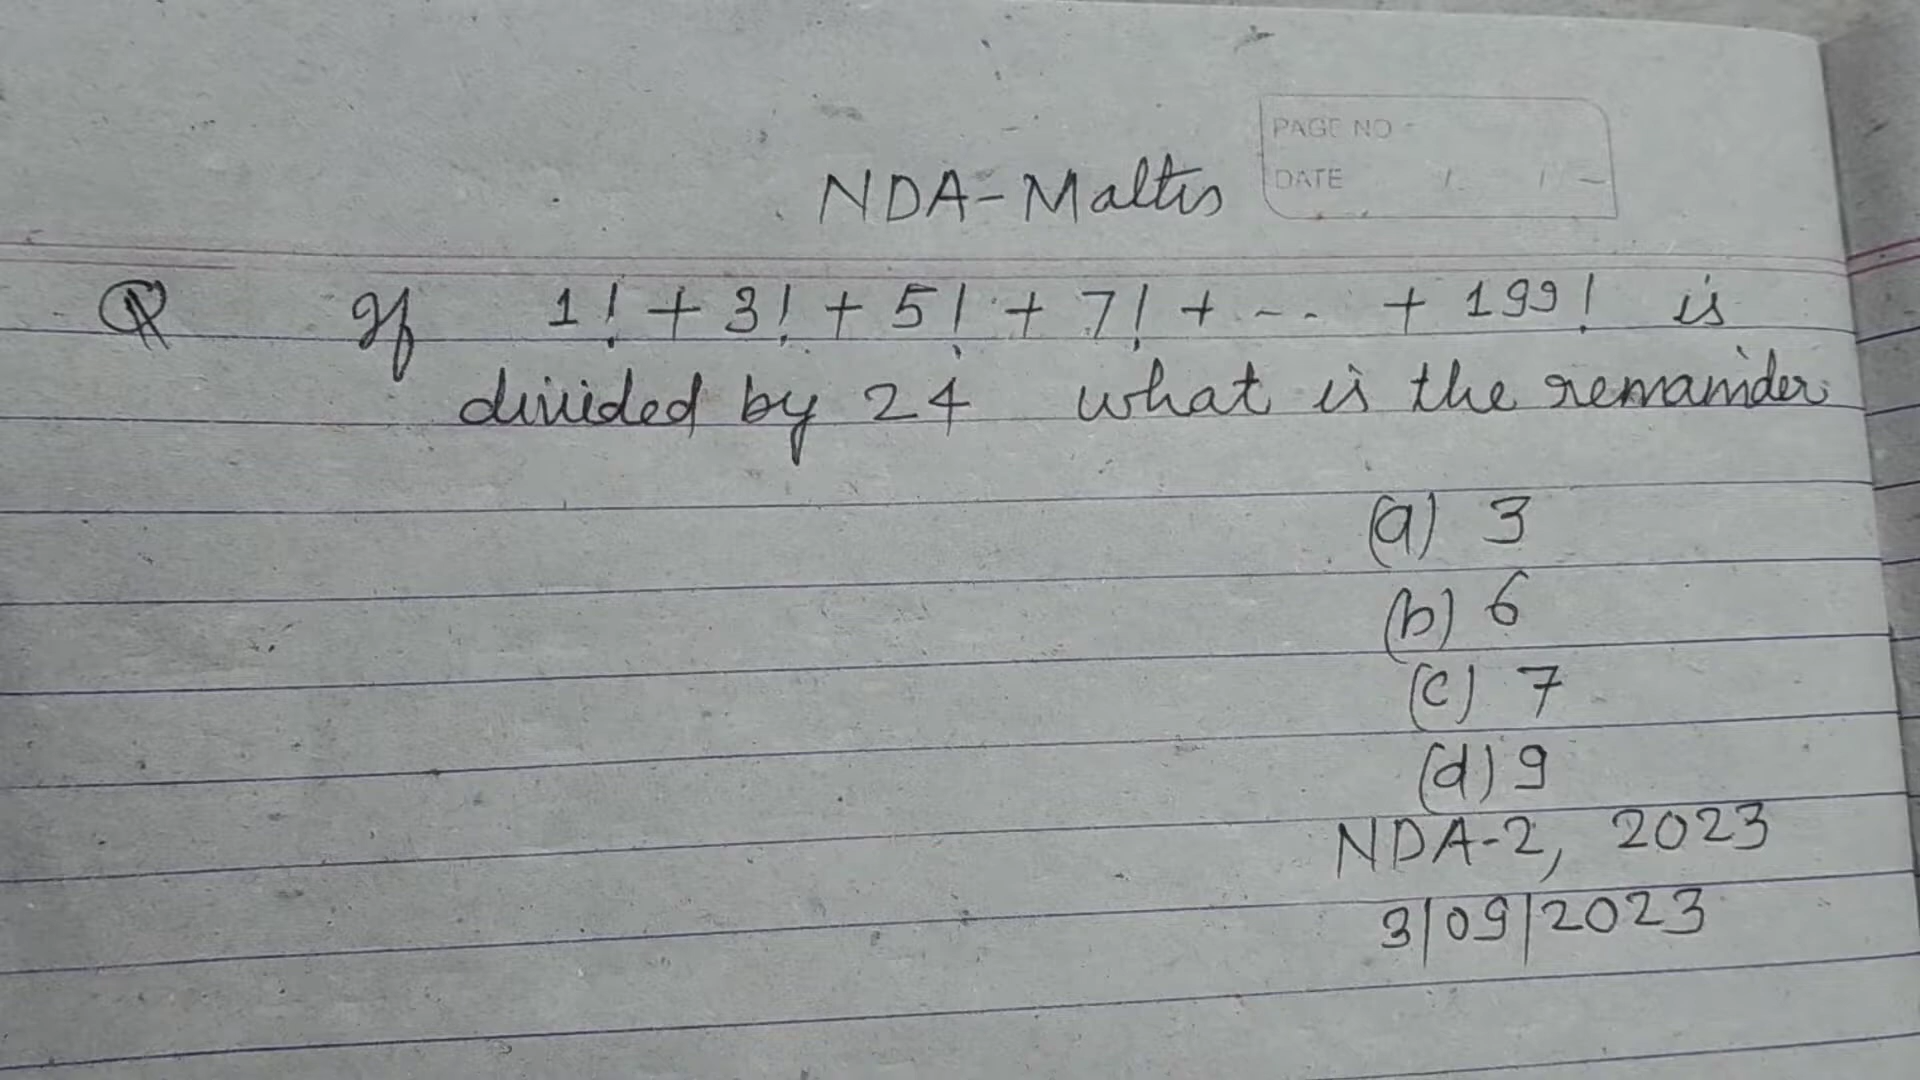 PAGE NO
DATE / / 
NDA-Maths
Q If 1! + 3! + 5! + 7! + - .. + 199! is
divided by 24 what is the remainder
(a) 3
(b) 6
(c) 7
(d) 9
NDA-2, 2023
3/09/2023